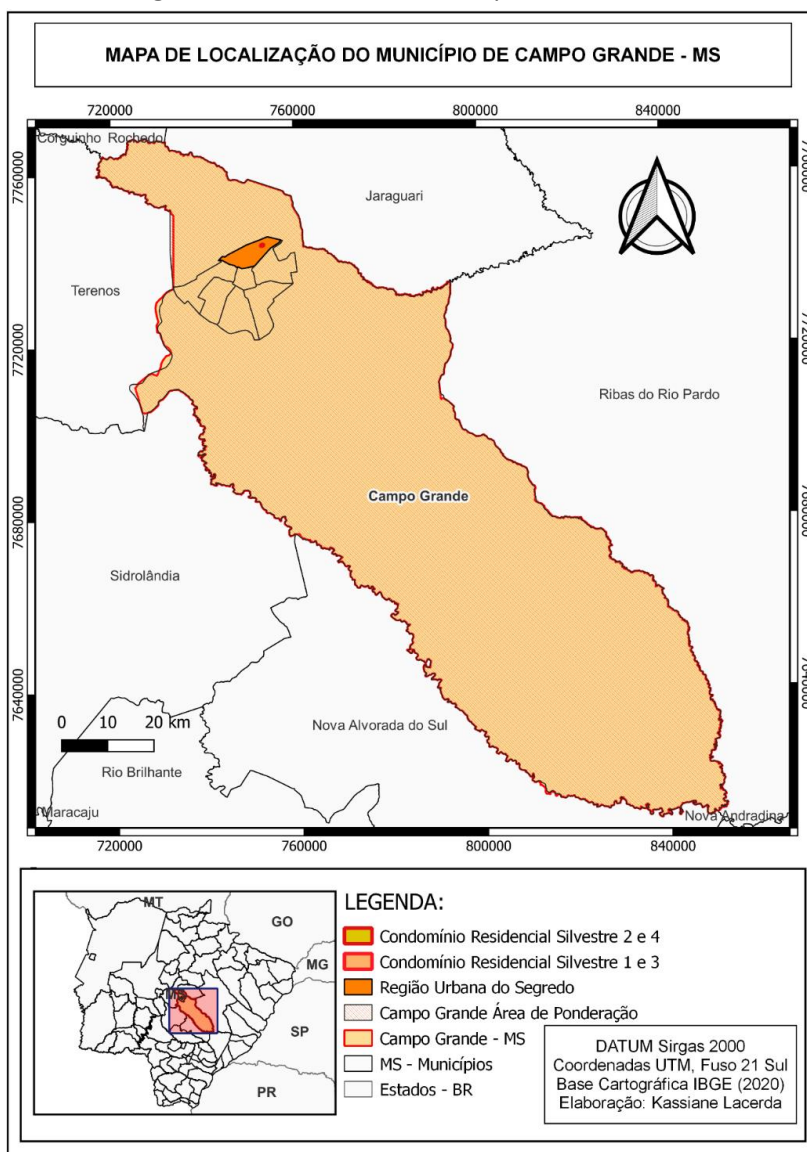 MAPA DE LOCALIZAÇÃO DO MUNICÍPIO DE CAMPO GRANDE - MS
720000 760000 800000 840000
Corguinho Rochedo
Jaraguari
7760000
Terenos
7720000 7720000
Ribas do Rio Pardo
Campo Grande
7680000
Sidrolândia
7640000
Nova Alvorada do Sul
0 10 20 km
Rio Brilhante
Maracaju
Nova Andradina
720000 760000 800000 840000
LEGENDA:
Condomínio Residencial Silvestre 2 e 4
Condomínio Residencial Silvestre 1 e 3
Região Urbana do Segredo
Campo Grande Área de Ponderação
Campo Grande - MS
MS - Municípios
Estados - BR
MT
GO
MG
MS
SP
PR
DATUM Sirgas 2000
Coordenadas UTM, Fuso 21 Sul
Base Cartográfica IBGE (2020)
Elaboração: Kassiane Lacerda